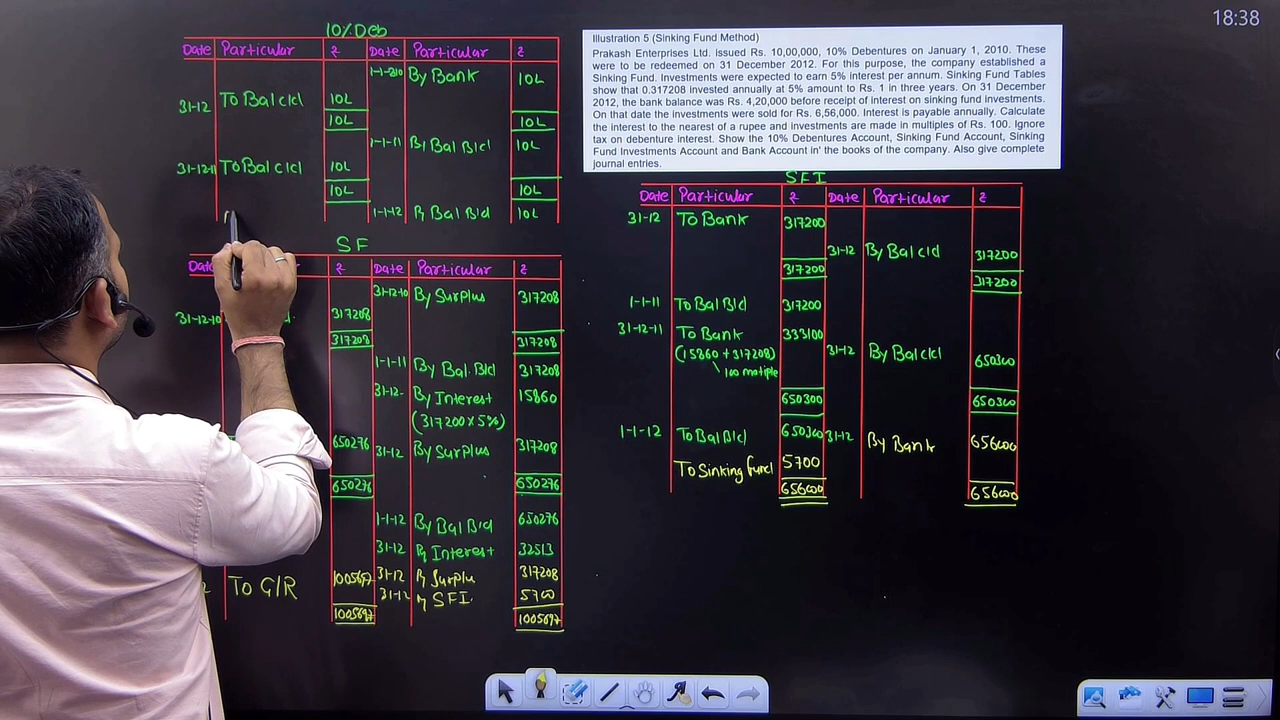 18:38
10% Deb
Date Particular ₹ Date Particular ₹
1-1-2010 By Bank 10L
31-12 To Bal c/d 10L
10L 10L
1-1-11 By Bal B/d 10L
31-12-11 To Bal c/d 10L
10L 10L
1-1-12 By Bal B/d 10L
Illustration 5 (Sinking Fund Method)
Prakash Enterprises Ltd. issued Rs. 10,00,000, 10% Debentures on January 1, 2010. These
were to be redeemed on 31 December 2012. For this purpose, the company established a
Sinking Fund. Investments were expected to earn 5% interest per annum. Sinking Fund Tables
show that 0.317208 invested annually at 5% amount to Rs. 1 in three years. On 31 December
2012, the bank balance was Rs. 4,20,000 before receipt of interest on sinking fund investments.
On that date the investments were sold for Rs. 6,56,000. Interest is payable annually. Calculate
the interest to the nearest of a rupee and investments are made in multiples of Rs. 100. Ignore
tax on debenture interest. Show the 10% Debentures Account, Sinking Fund Account, Sinking
Fund Investments Account and Bank Account in' the books of the company. Also give complete
journal entries.
SF
Date ₹ Date Particular ₹
31-12-10 By Surplus 317208
31-12-10 317208
317208 317208
1-1-11 By Bal. B/d 317208
31-12- By Interest 15860
(317200 x 5%)
650276 31-12 By Surplus 317208
650276 650276
1-1-12 By Bal B/d 650276
31-12 By Interest 32513
To G/R 1005697 31-12 By Surplu 317208
31-12 By SFI. 5700
1005697 1005697
SFI
Date Particular ₹ Date Particular ₹
31-12 To Bank 317200
31-12 By Bal c/d 317200
317200 317200
1-1-11 To Bal B/d 317200
31-12-11 To Bank 333100
(15860 + 317208)
100 motiple
31-12 By Bal c/d 650300
650300 650300
1-1-12 To Bal B/d 650300 31-12 By Bank 656000
To Sinking fund 5700
656000 656000